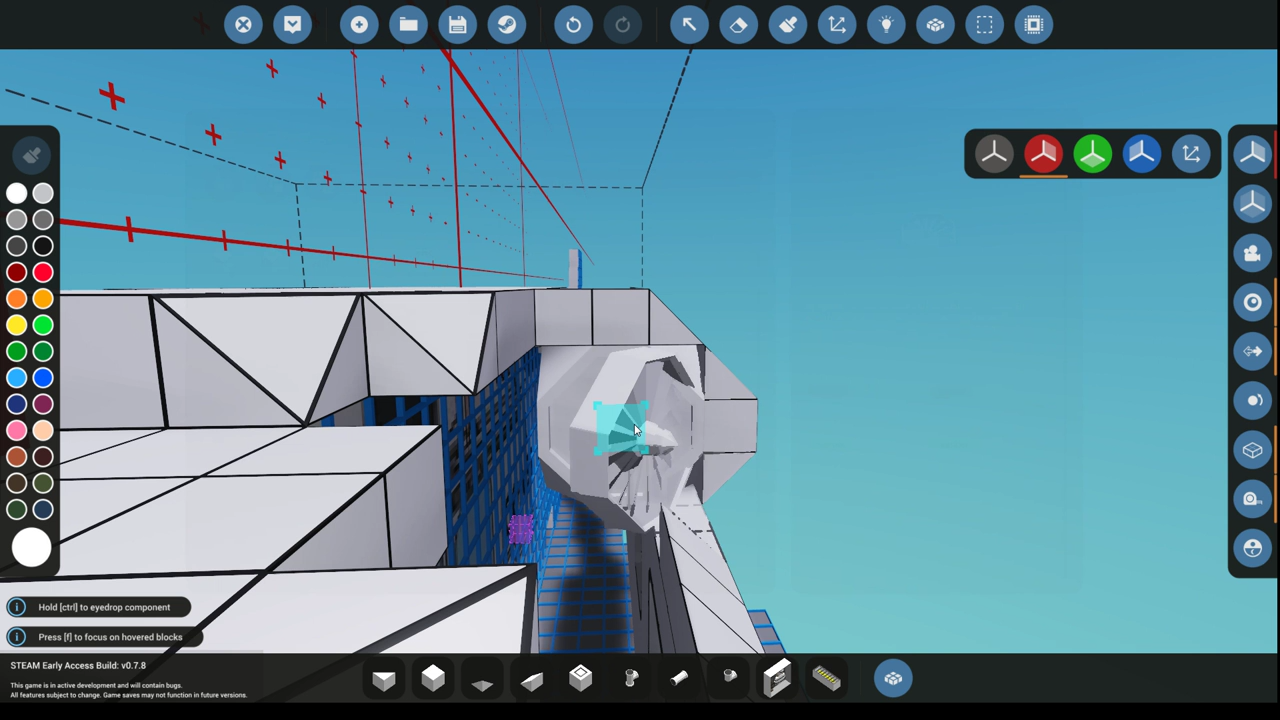 Hold [ctrl] to eyedrop component
Press [f] to focus on hovered blocks
STEAM Early Access Build: v0.7.8
This game is in active development and will contain bugs.
All features subject to change. Game saves may not function in future versions.